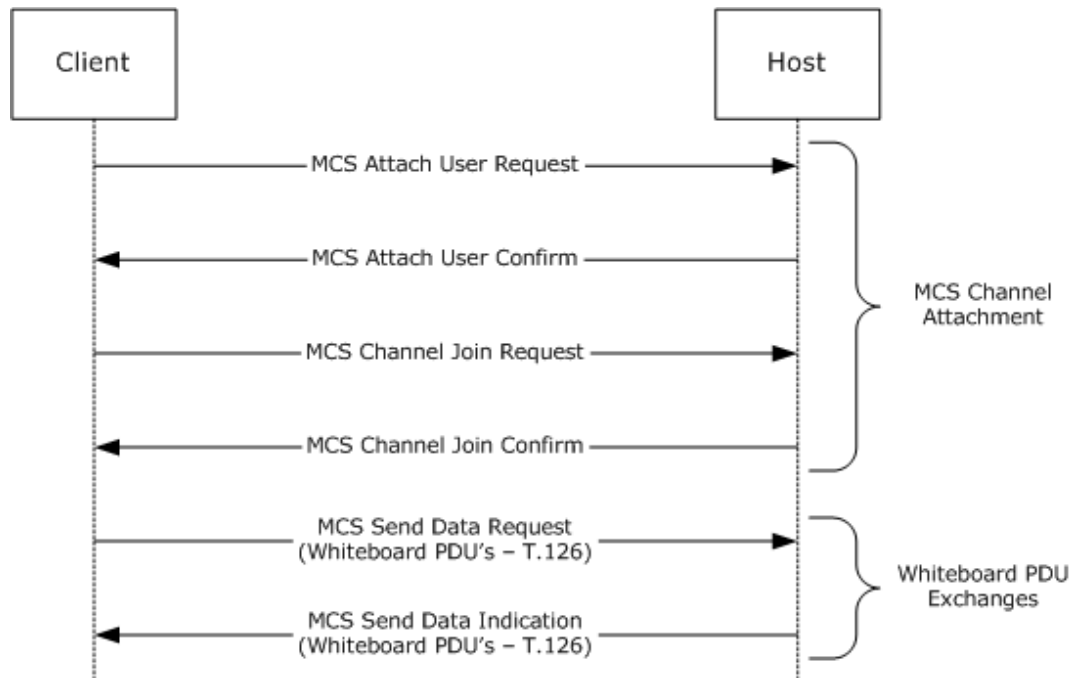 Client
Host
MCS Attach User Request
MCS Attach User Confirm
MCS Channel
Attachment
MCS Channel Join Request
MCS Channel Join Confirm
MCS Send Data Request
(Whiteboard PDU's – T.126)
Whiteboard PDU
Exchanges
MCS Send Data Indication
(Whiteboard PDU's – T.126)